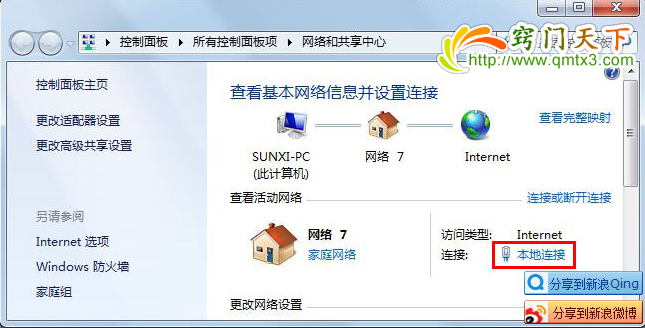 窍门天下
http://www.qmtx3.com
控制面板 ▸ 所有控制面板项 ▸ 网络和共享中心
控制面板主页
更改适配器设置
更改高级共享设置
另请参阅
Internet 选项
Windows 防火墙
家庭组
查看基本网络信息并设置连接
查看完整映射
SUNXI-PC
(此计算机)
网络 7
Internet
查看活动网络
连接或断开连接
网络 7
家庭网络
访问类型:
Internet
连接:
本地连接
更改网络设置
分享到新浪Qing
分享到新浪微博